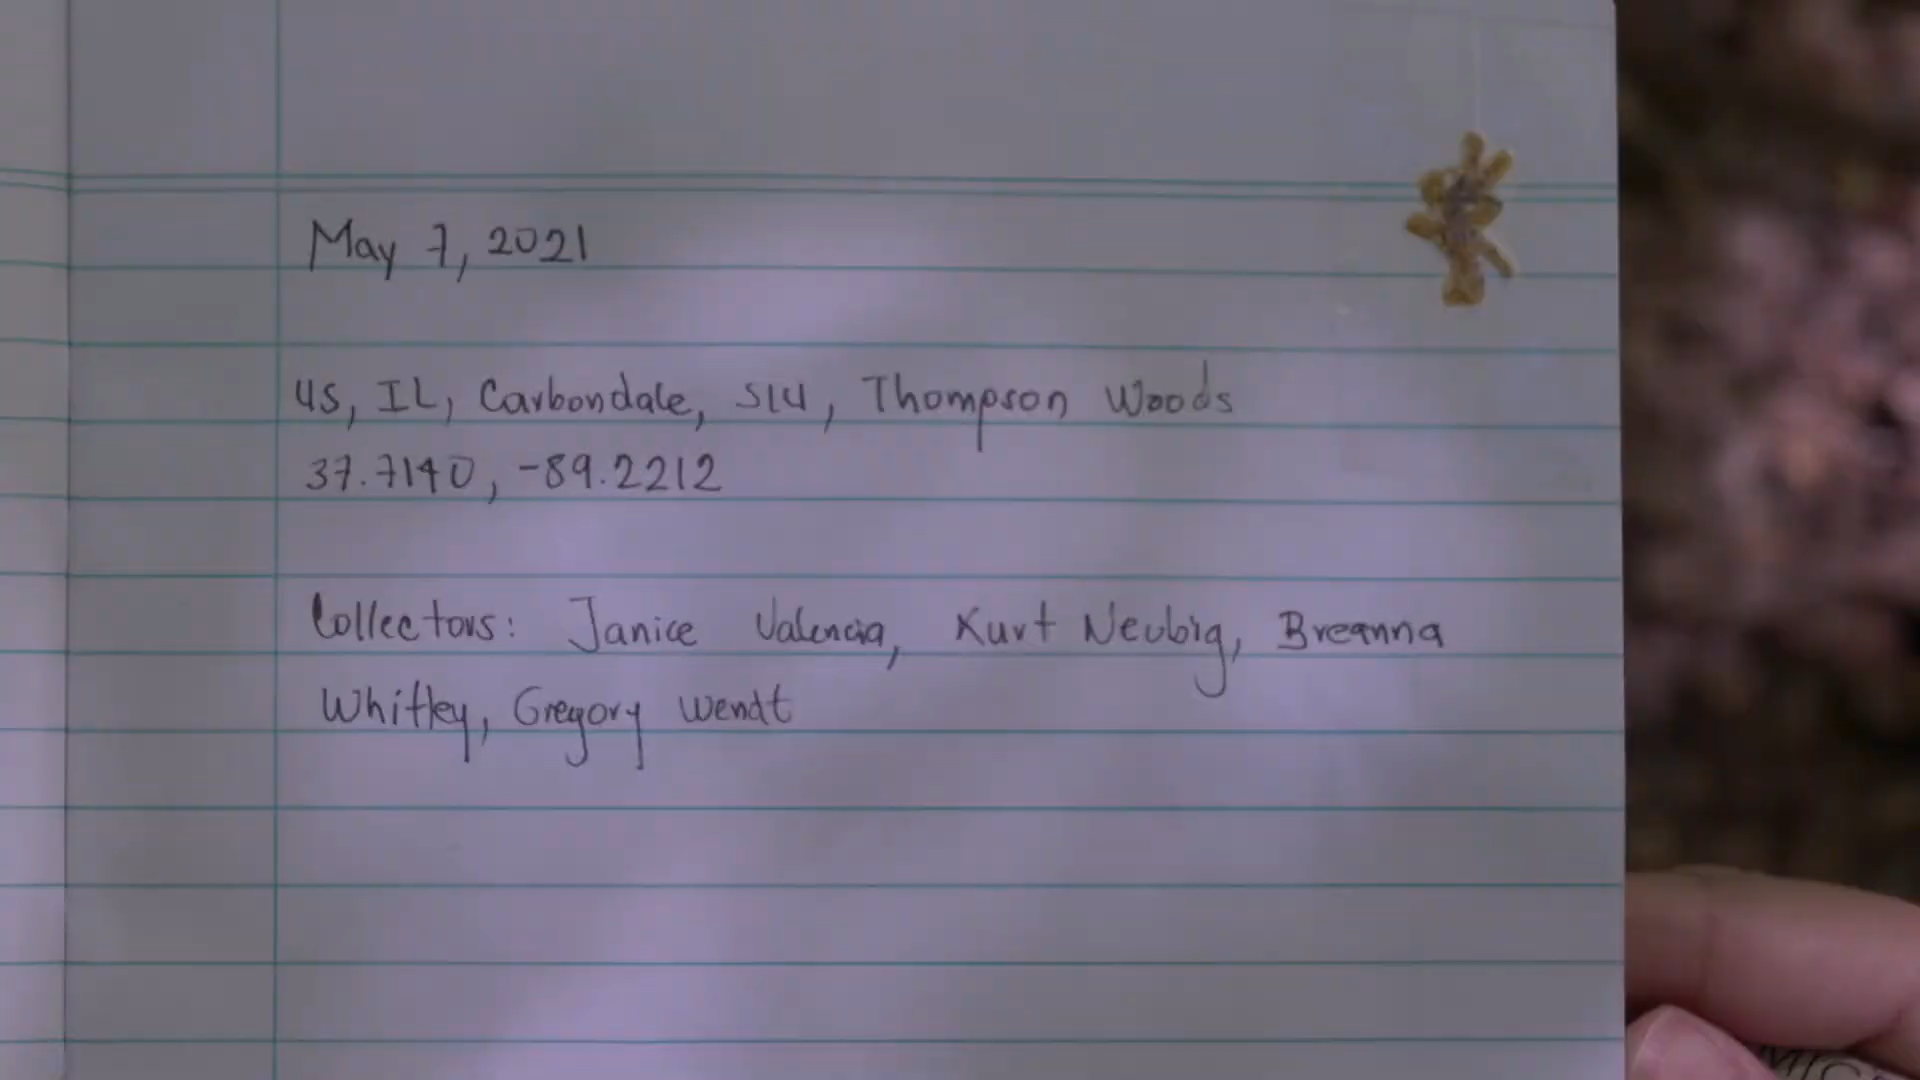 May 7, 2021
US, IL, Carbondale, SIU, Thompson Woods
37.7140, -89.2212
Collectors: Janice Valencia, Kurt Neubig, Breanna
Whitley, Gregory Wendt